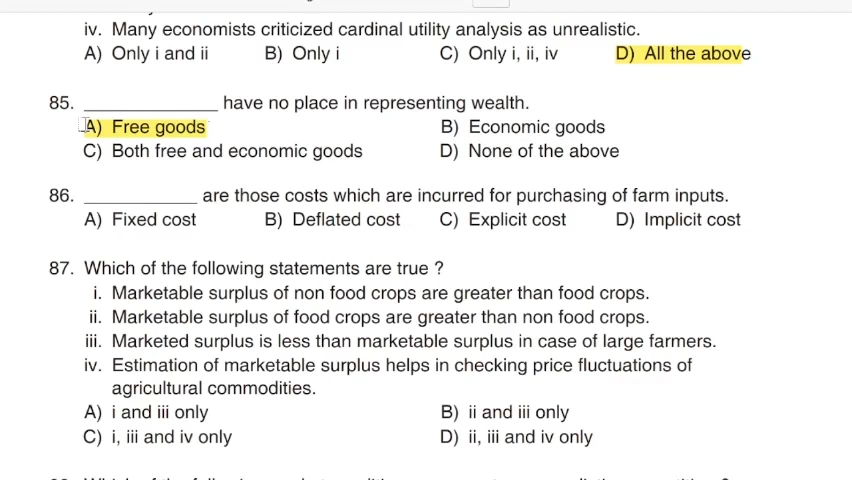 iv. Many economists criticized cardinal utility analysis as unrealistic.
A) Only i and ii B) Only i C) Only i, ii, iv D) All the above
85. ______________ have no place in representing wealth.
A) Free goods B) Economic goods
C) Both free and economic goods D) None of the above
86. ____________ are those costs which are incurred for purchasing of farm inputs.
A) Fixed cost B) Deflated cost C) Explicit cost D) Implicit cost
87. Which of the following statements are true ?
i. Marketable surplus of non food crops are greater than food crops.
ii. Marketable surplus of food crops are greater than non food crops.
iii. Marketed surplus is less than marketable surplus in case of large farmers.
iv. Estimation of marketable surplus helps in checking price fluctuations of
agricultural commodities.
A) i and iii only B) ii and iii only
C) i, iii and iv only D) ii, iii and iv only